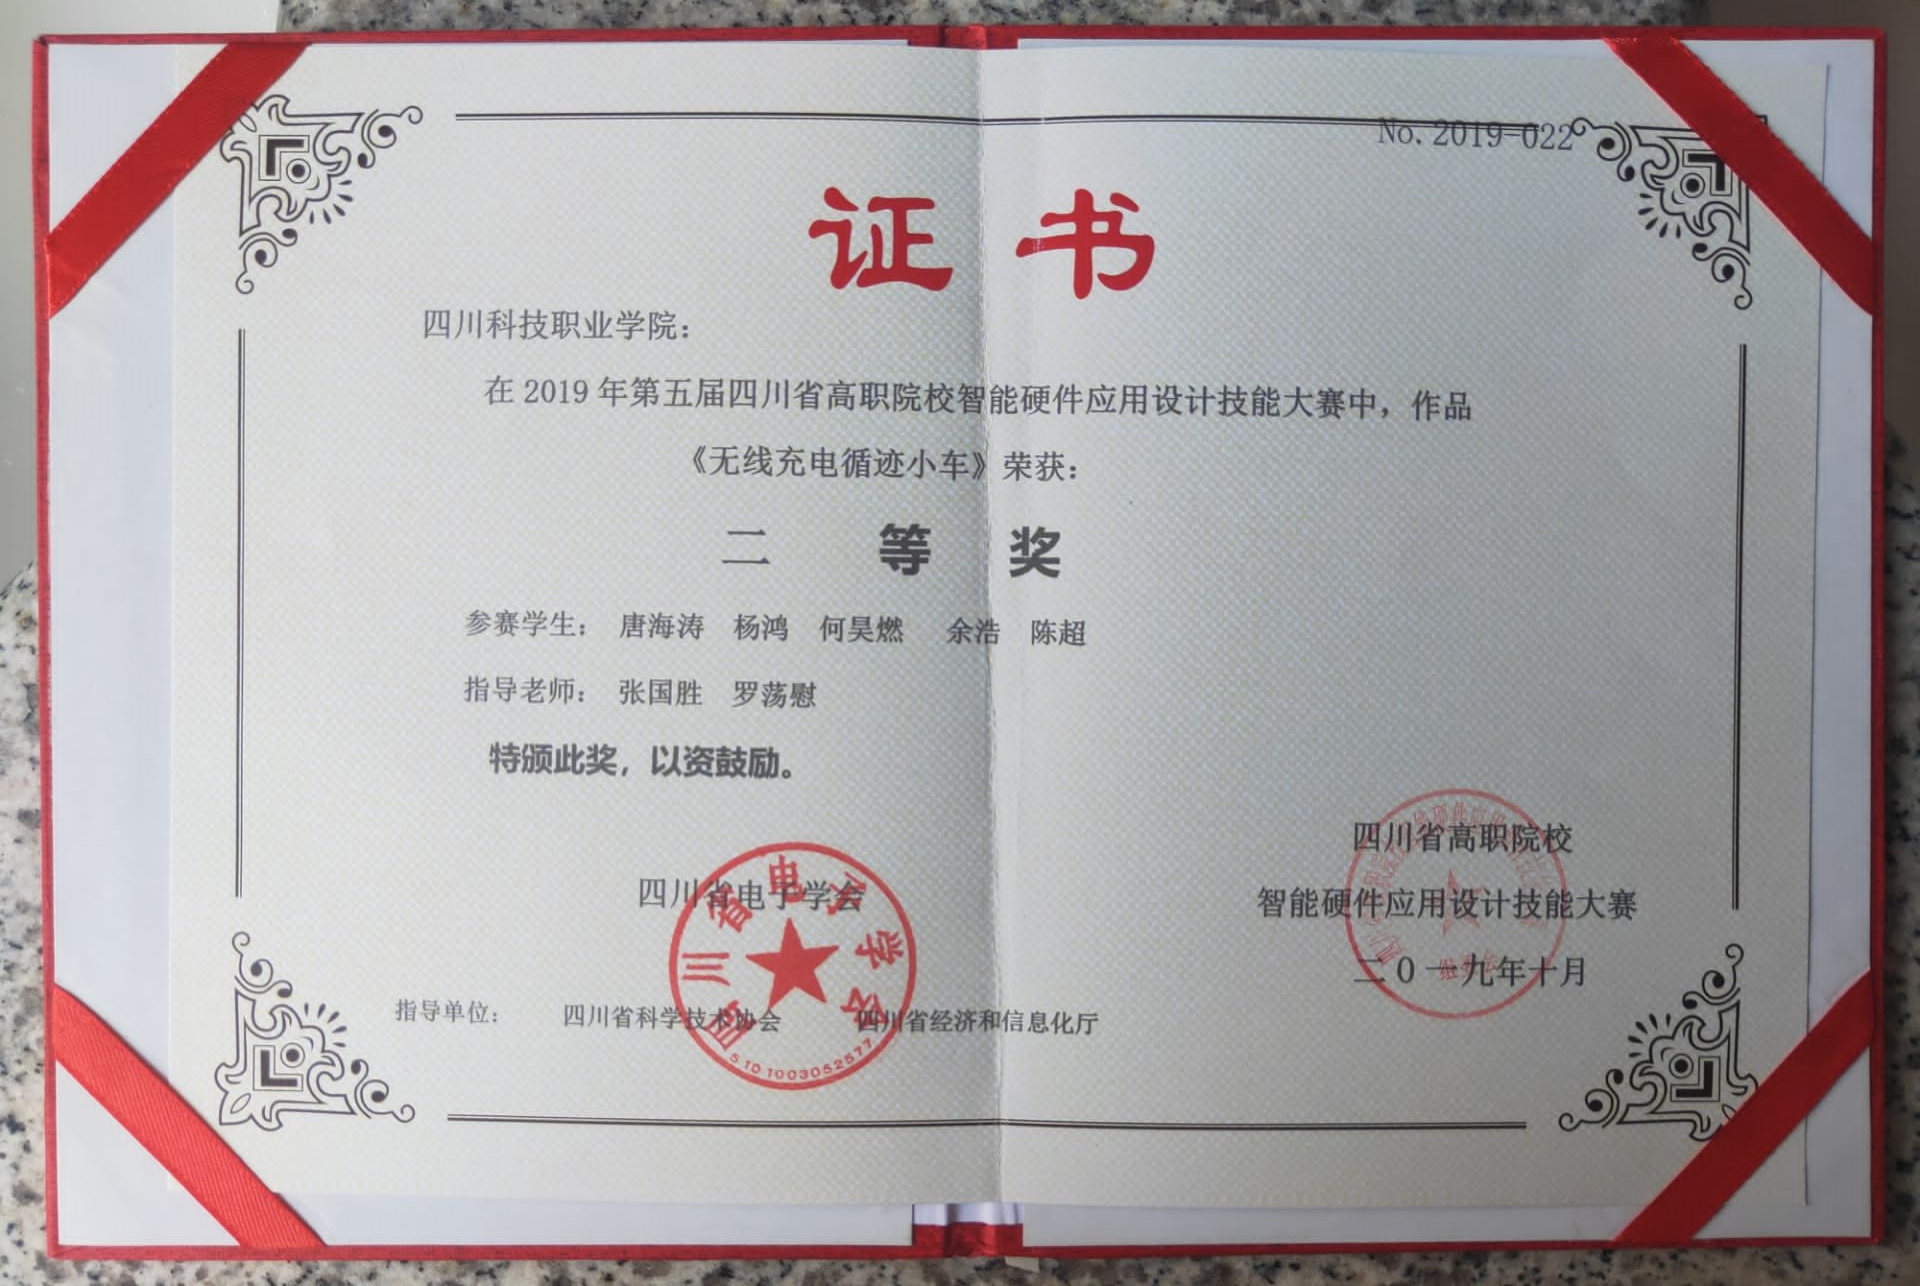 No. 2019-022
证书
四川科技职业学院:
在 2019 年第五届四川省高职院校智能硬件应用设计技能大赛中，作品
《无线充电循迹小车》荣获:
二 等 奖
参赛学生: 唐海涛 杨鸿 何昊燃 余浩 陈超
指导老师: 张国胜 罗荡慰
特颁此奖，以资鼓励。
四川省电子学会
四川省高职院校
智能硬件应用设计技能大赛
二0一九年十月
指导单位: 四川省科学技术协会 四川省经济和信息化厅
四川省电子学会
5101003052577